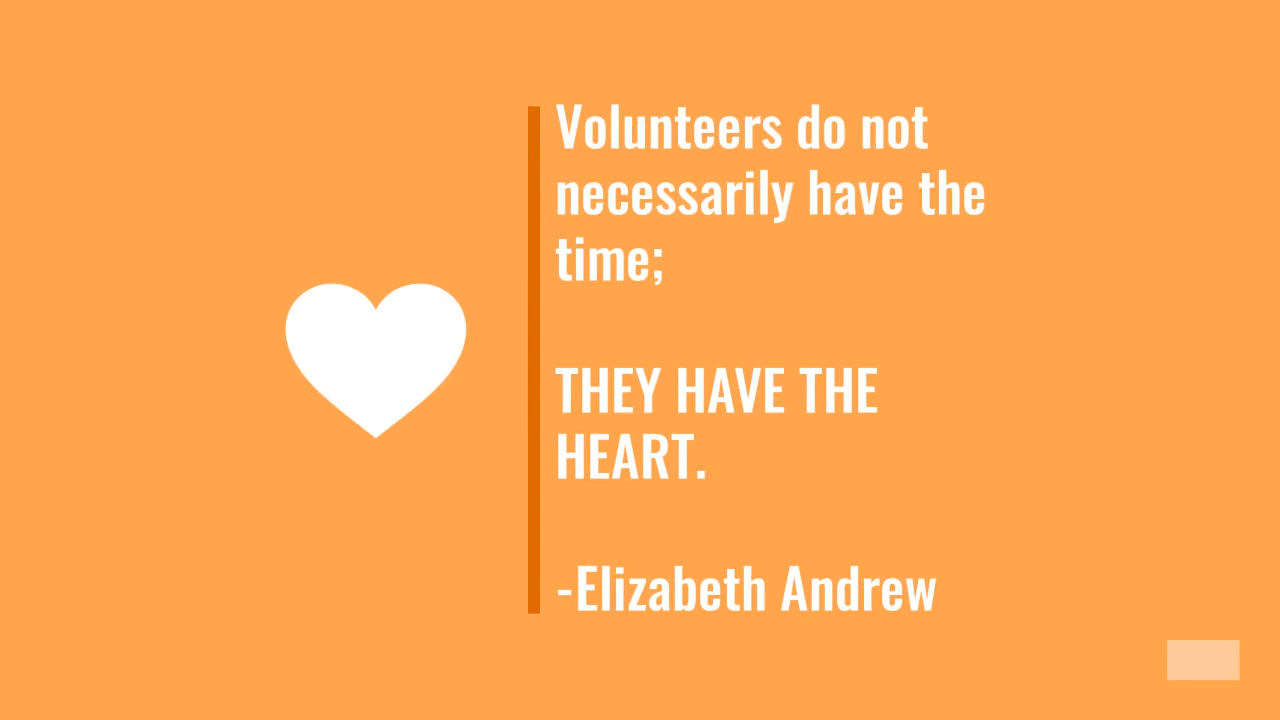 Volunteers do not
necessarily have the
time;
THEY HAVE THE
HEART.
-Elizabeth Andrew